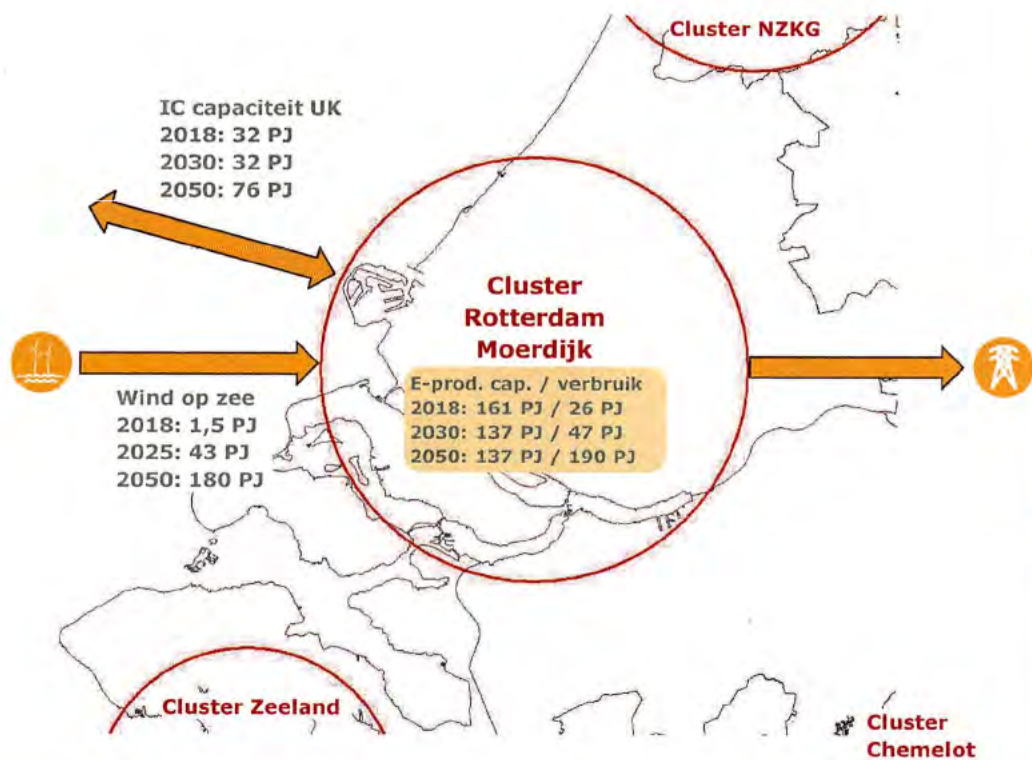 Cluster NZKG
IC capaciteit UK
2018: 32 PJ
2030: 32 PJ
2050: 76 PJ
Cluster
Rotterdam
Moerdijk
E-prod. cap. / verbruik
2018: 161 PJ / 26 PJ
2030: 137 PJ / 47 PJ
2050: 137 PJ / 190 PJ
Wind op zee
2018: 1,5 PJ
2025: 43 PJ
2050: 180 PJ
Cluster Zeeland
Cluster
Chemelot